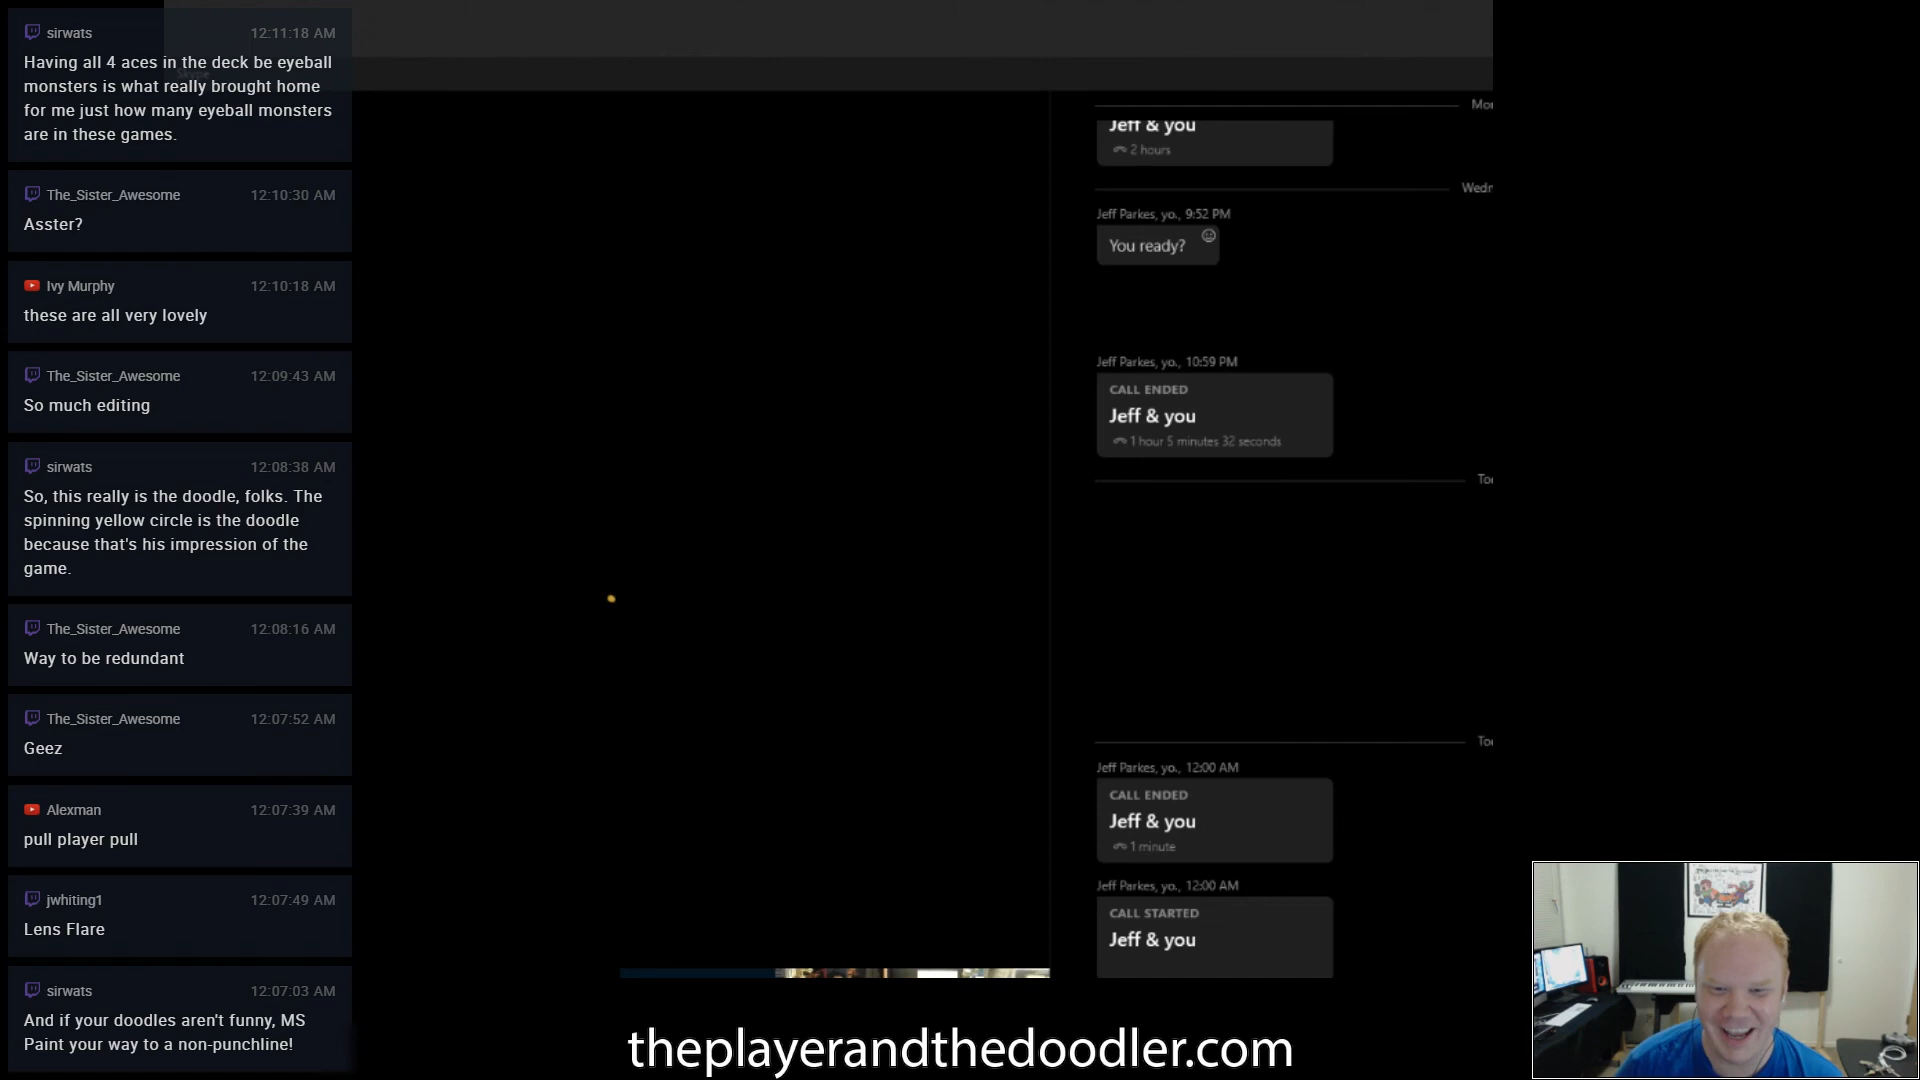 sirwats 12:11:18 AM
Having all 4 aces in the deck be eyeball
monsters is what really brought home
for me just how many eyeball monsters
are in these games.
The_Sister_Awesome 12:10:30 AM
Asster?
Ivy Murphy 12:10:18 AM
these are all very lovely
The_Sister_Awesome 12:09:43 AM
So much editing
sirwats 12:08:38 AM
So, this really is the doodle, folks. The
spinning yellow circle is the doodle
because that's his impression of the
game.
The_Sister_Awesome 12:08:16 AM
Way to be redundant
The_Sister_Awesome 12:07:52 AM
Geez
Alexman 12:07:39 AM
pull player pull
jwhiting1 12:07:49 AM
Lens Flare
sirwats 12:07:03 AM
And if your doodles aren't funny, MS
Paint your way to a non-punchline!
Skype
Mo
Jeff & you
2 hours
Wedn
Jeff Parkes, yo., 9:52 PM
You ready?
Jeff Parkes, yo., 10:59 PM
CALL ENDED
Jeff & you
1 hour 5 minutes 32 seconds
To
To
Jeff Parkes, yo., 12:00 AM
CALL ENDED
Jeff & you
1 minute
Jeff Parkes, yo., 12:00 AM
CALL STARTED
Jeff & you
theplayerandthedoodler.com